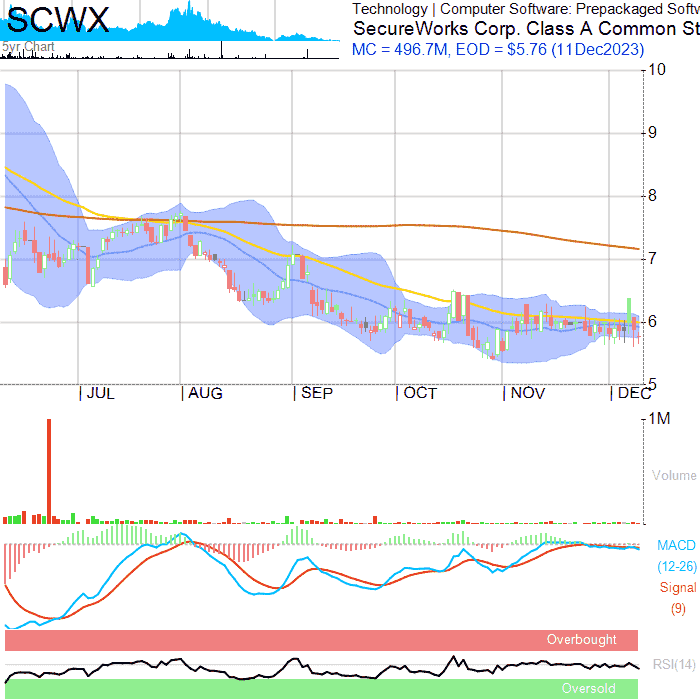 SCWX
5yr Chart
Technology | Computer Software: Prepackaged Softw
SecureWorks Corp. Class A Common St
MC = 496.7M, EOD = $5.76 (11Dec2023)
10
9
8
7
6
5
JUL AUG SEP OCT NOV DEC
1M
Volume
MACD
(12-26)
Signal
(9)
Overbought
RSI(14)
Oversold